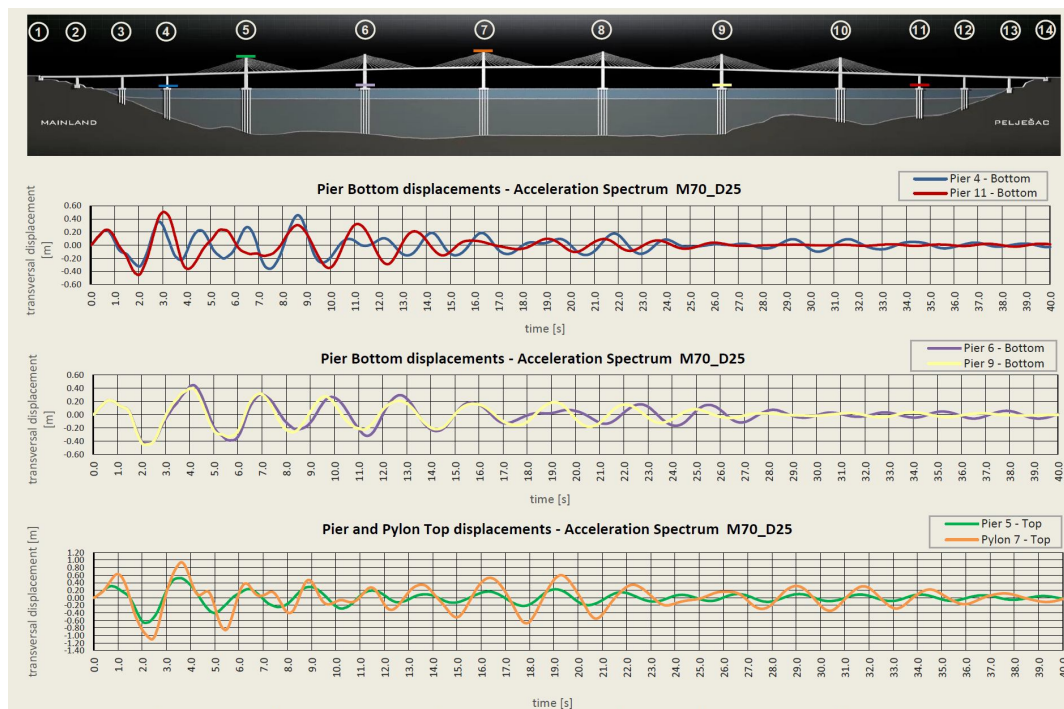 1 2 3 4 5 6 7 8 9 10 11 12 13 14
MAINLAND
PELJEŠAC
Pier Bottom displacements - Acceleration Spectrum M70_D25
Pier 4 - Bottom
Pier 11 - Bottom
transversal displacement
[m]
0.60
0.40
0.20
0.00
-0.20
-0.40
-0.60
0.0 1.0 2.0 3.0 4.0 5.0 6.0 7.0 8.0 9.0 10.0 11.0 12.0 13.0 14.0 15.0 16.0 17.0 18.0 19.0 20.0 21.0 22.0 23.0 24.0 25.0 26.0 27.0 28.0 29.0 30.0 31.0 32.0 33.0 34.0 35.0 36.0 37.0 38.0 39.0 40.0
time [s]
Pier Bottom displacements - Acceleration Spectrum M70_D25
Pier 6 - Bottom
Pier 9 - Bottom
transversal displacement
[m]
0.60
0.40
0.20
0.00
-0.20
-0.40
-0.60
0.0 1.0 2.0 3.0 4.0 5.0 6.0 7.0 8.0 9.0 10.0 11.0 12.0 13.0 14.0 15.0 16.0 17.0 18.0 19.0 20.0 21.0 22.0 23.0 24.0 25.0 26.0 27.0 28.0 29.0 30.0 31.0 32.0 33.0 34.0 35.0 36.0 37.0 38.0 39.0 40.0
time [s]
Pier and Pylon Top displacements - Acceleration Spectrum M70_D25
Pier 5 - Top
Pylon 7 - Top
transversal displacement [m]
1.20
1.00
0.80
0.60
0.40
0.20
0.00
-0.20
-0.40
-0.60
-0.80
-1.00
-1.20
-1.40
0.0 1.0 2.0 3.0 4.0 5.0 6.0 7.0 8.0 9.0 10.0 11.0 12.0 13.0 14.0 15.0 16.0 17.0 18.0 19.0 20.0 21.0 22.0 23.0 24.0 25.0 26.0 27.0 28.0 29.0 30.0 31.0 32.0 33.0 34.0 35.0 36.0 37.0 38.0 39.0 40.0
time [s]